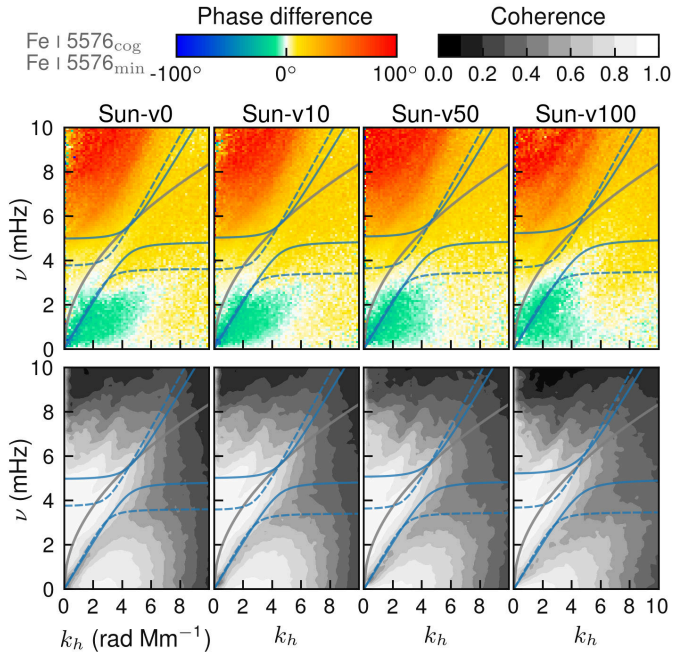 Phase difference
Coherence
Fe I 5576cog
Fe I 5576min
-100° 0° 100°
0.0 0.2 0.4 0.6 0.8 1.0
Sun-v0 Sun-v10 Sun-v50 Sun-v100
10
8
6
4
2
0
ν (mHz)
10
8
6
4
2
0
ν (mHz)
0 2 4 6 8 0 2 4 6 8 0 2 4 6 8 0 2 4 6 8 10
kh (rad Mm−1) kh kh kh